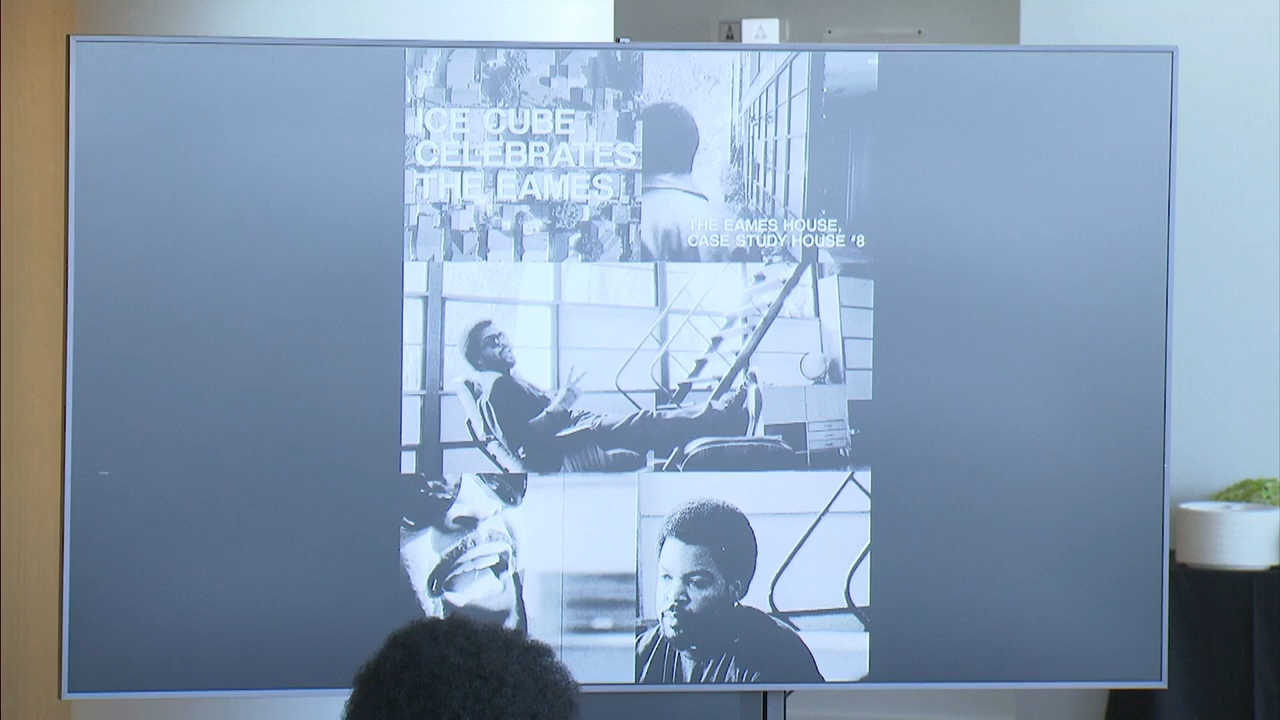 ICE CUBE
CELEBRATES
THE EAMES
THE EAMES HOUSE,
CASE STUDY HOUSE #8